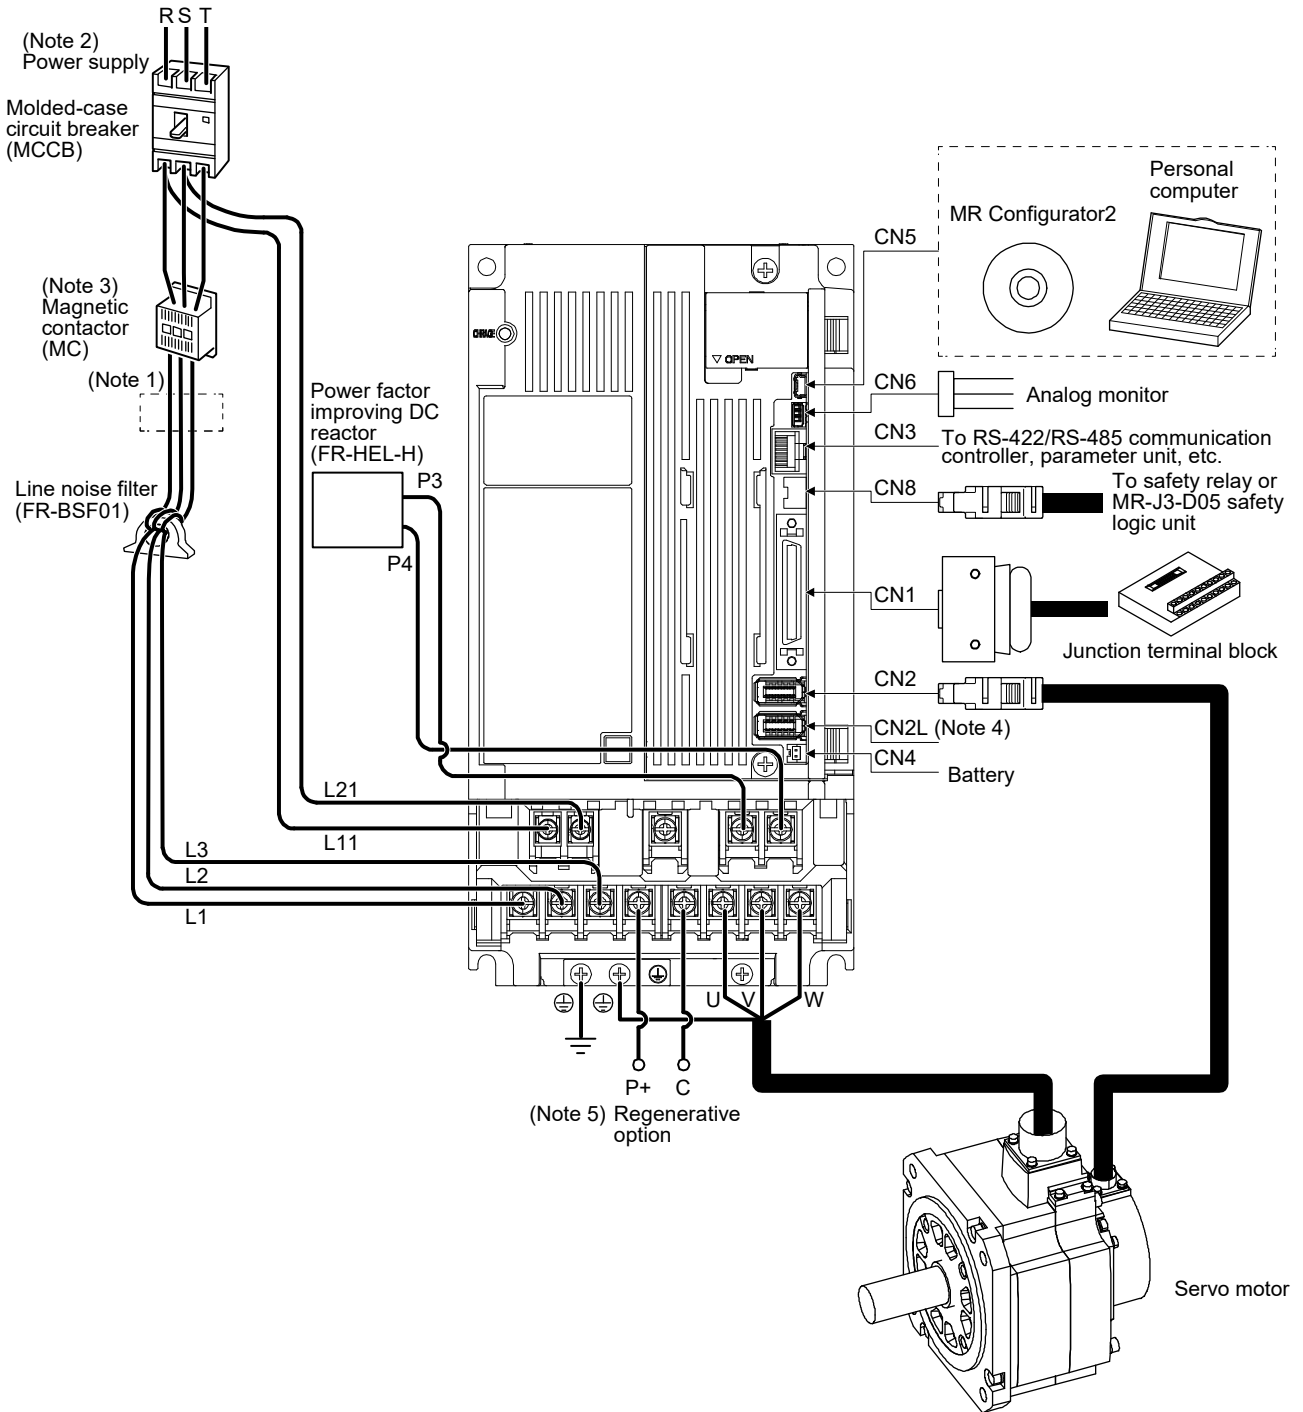 R S T
(Note 2)
Power supply
Molded-case
circuit breaker
(MCCB)
(Note 3)
Magnetic
contactor
(MC)
(Note 1)
Line noise filter
(FR-BSF01)
Power factor
improving DC
reactor
(FR-HEL-H)
P3
P4
CHARGE
▽ OPEN
CN5
MR Configurator2
Personal
computer
CN6
Analog monitor
CN3
To RS-422/RS-485 communication
controller, parameter unit, etc.
CN8
To safety relay or
MR-J3-D05 safety
logic unit
CN1
Junction terminal block
CN2
CN2L (Note 4)
CN4
Battery
L21
L11
L3
L2
L1
U V W
P+ C
(Note 5) Regenerative
option
Servo motor